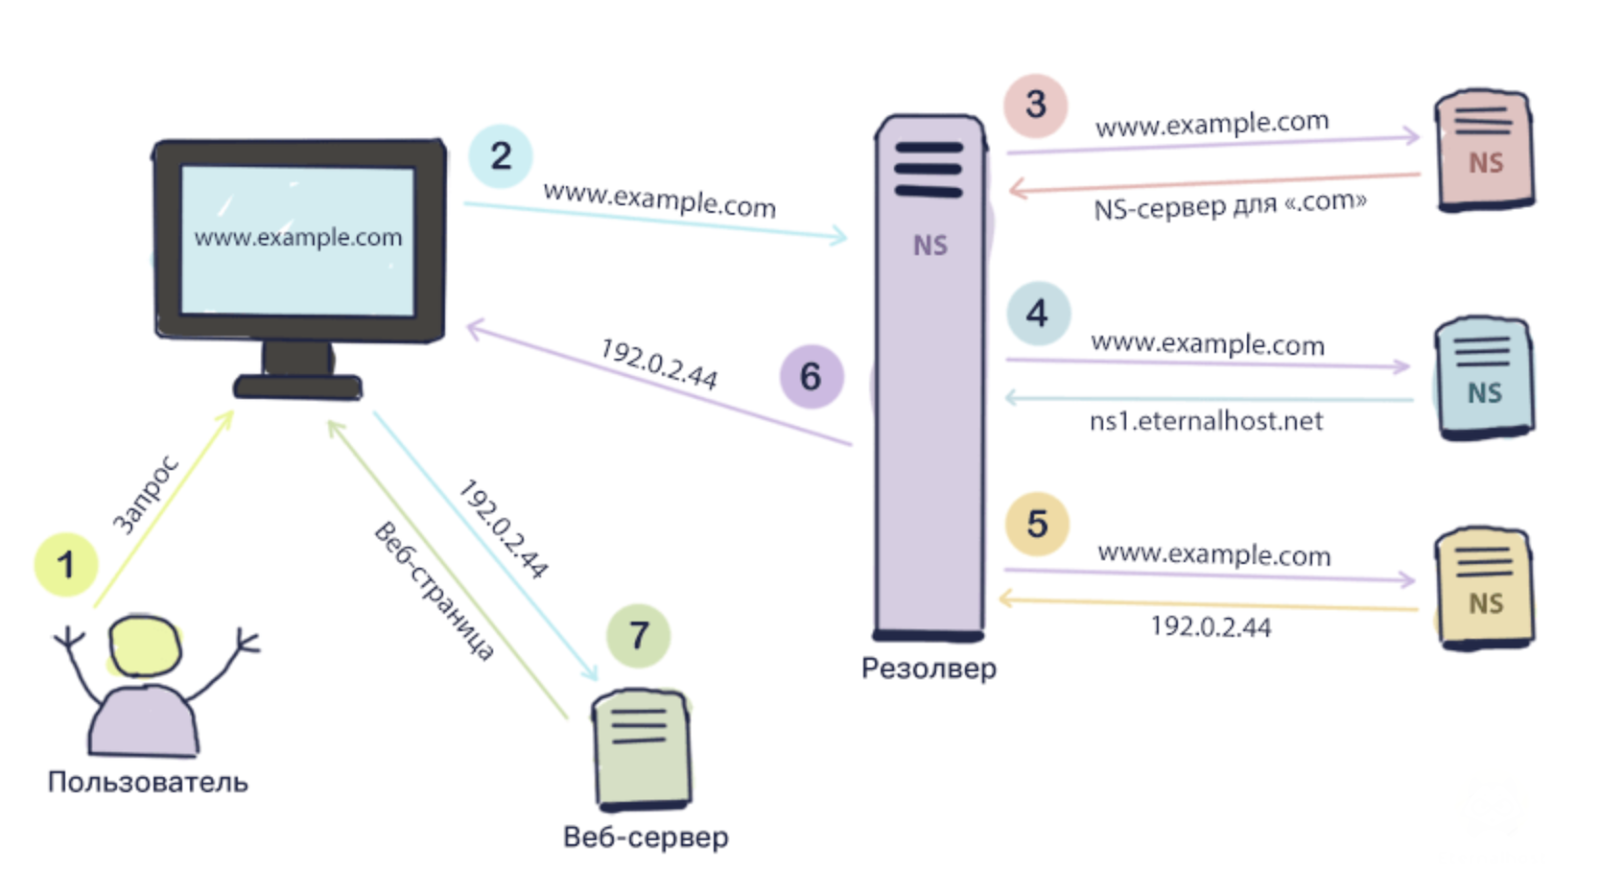 1
Запрос
Пользователь
www.example.com
2
www.example.com
3
www.example.com
NS-сервер для «.com»
NS
NS
4
www.example.com
ns1.eternalhost.net
NS
5
www.example.com
192.0.2.44
NS
Резолвер
6
192.0.2.44
7
192.0.2.44
Веб-страница
Веб-сервер